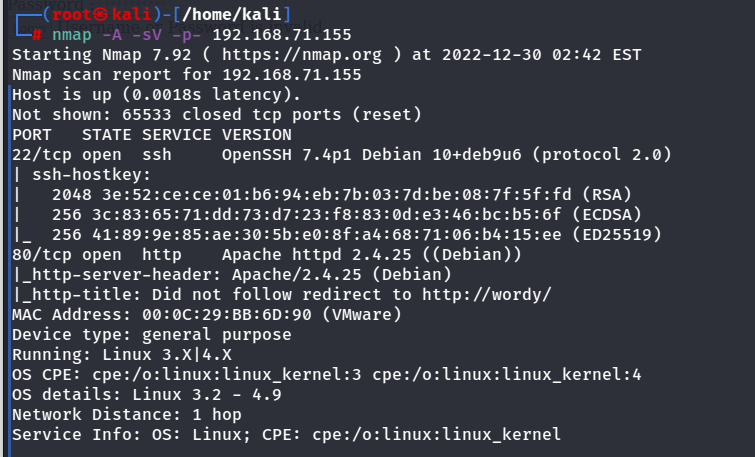 ┌──(root㉿kali)-[/home/kali]
└─# nmap -A -sV -p- 192.168.71.155
Starting Nmap 7.92 ( https://nmap.org ) at 2022-12-30 02:42 EST
Nmap scan report for 192.168.71.155
Host is up (0.0018s latency).
Not shown: 65533 closed tcp ports (reset)
PORT   STATE SERVICE VERSION
22/tcp open  ssh     OpenSSH 7.4p1 Debian 10+deb9u6 (protocol 2.0)
| ssh-hostkey:
|   2048 3e:52:ce:ce:01:b6:94:eb:7b:03:7d:be:08:7f:5f:fd (RSA)
|   256 3c:83:65:71:dd:73:d7:23:f8:83:0d:e3:46:bc:b5:6f (ECDSA)
|_  256 41:89:9e:85:ae:30:5b:e0:8f:a4:68:71:06:b4:15:ee (ED25519)
80/tcp open  http    Apache httpd 2.4.25 ((Debian))
|_http-server-header: Apache/2.4.25 (Debian)
|_http-title: Did not follow redirect to http://wordy/
MAC Address: 00:0C:29:BB:6D:90 (VMware)
Device type: general purpose
Running: Linux 3.X|4.X
OS CPE: cpe:/o:linux:linux_kernel:3 cpe:/o:linux:linux_kernel:4
OS details: Linux 3.2 - 4.9
Network Distance: 1 hop
Service Info: OS: Linux; CPE: cpe:/o:linux:linux_kernel